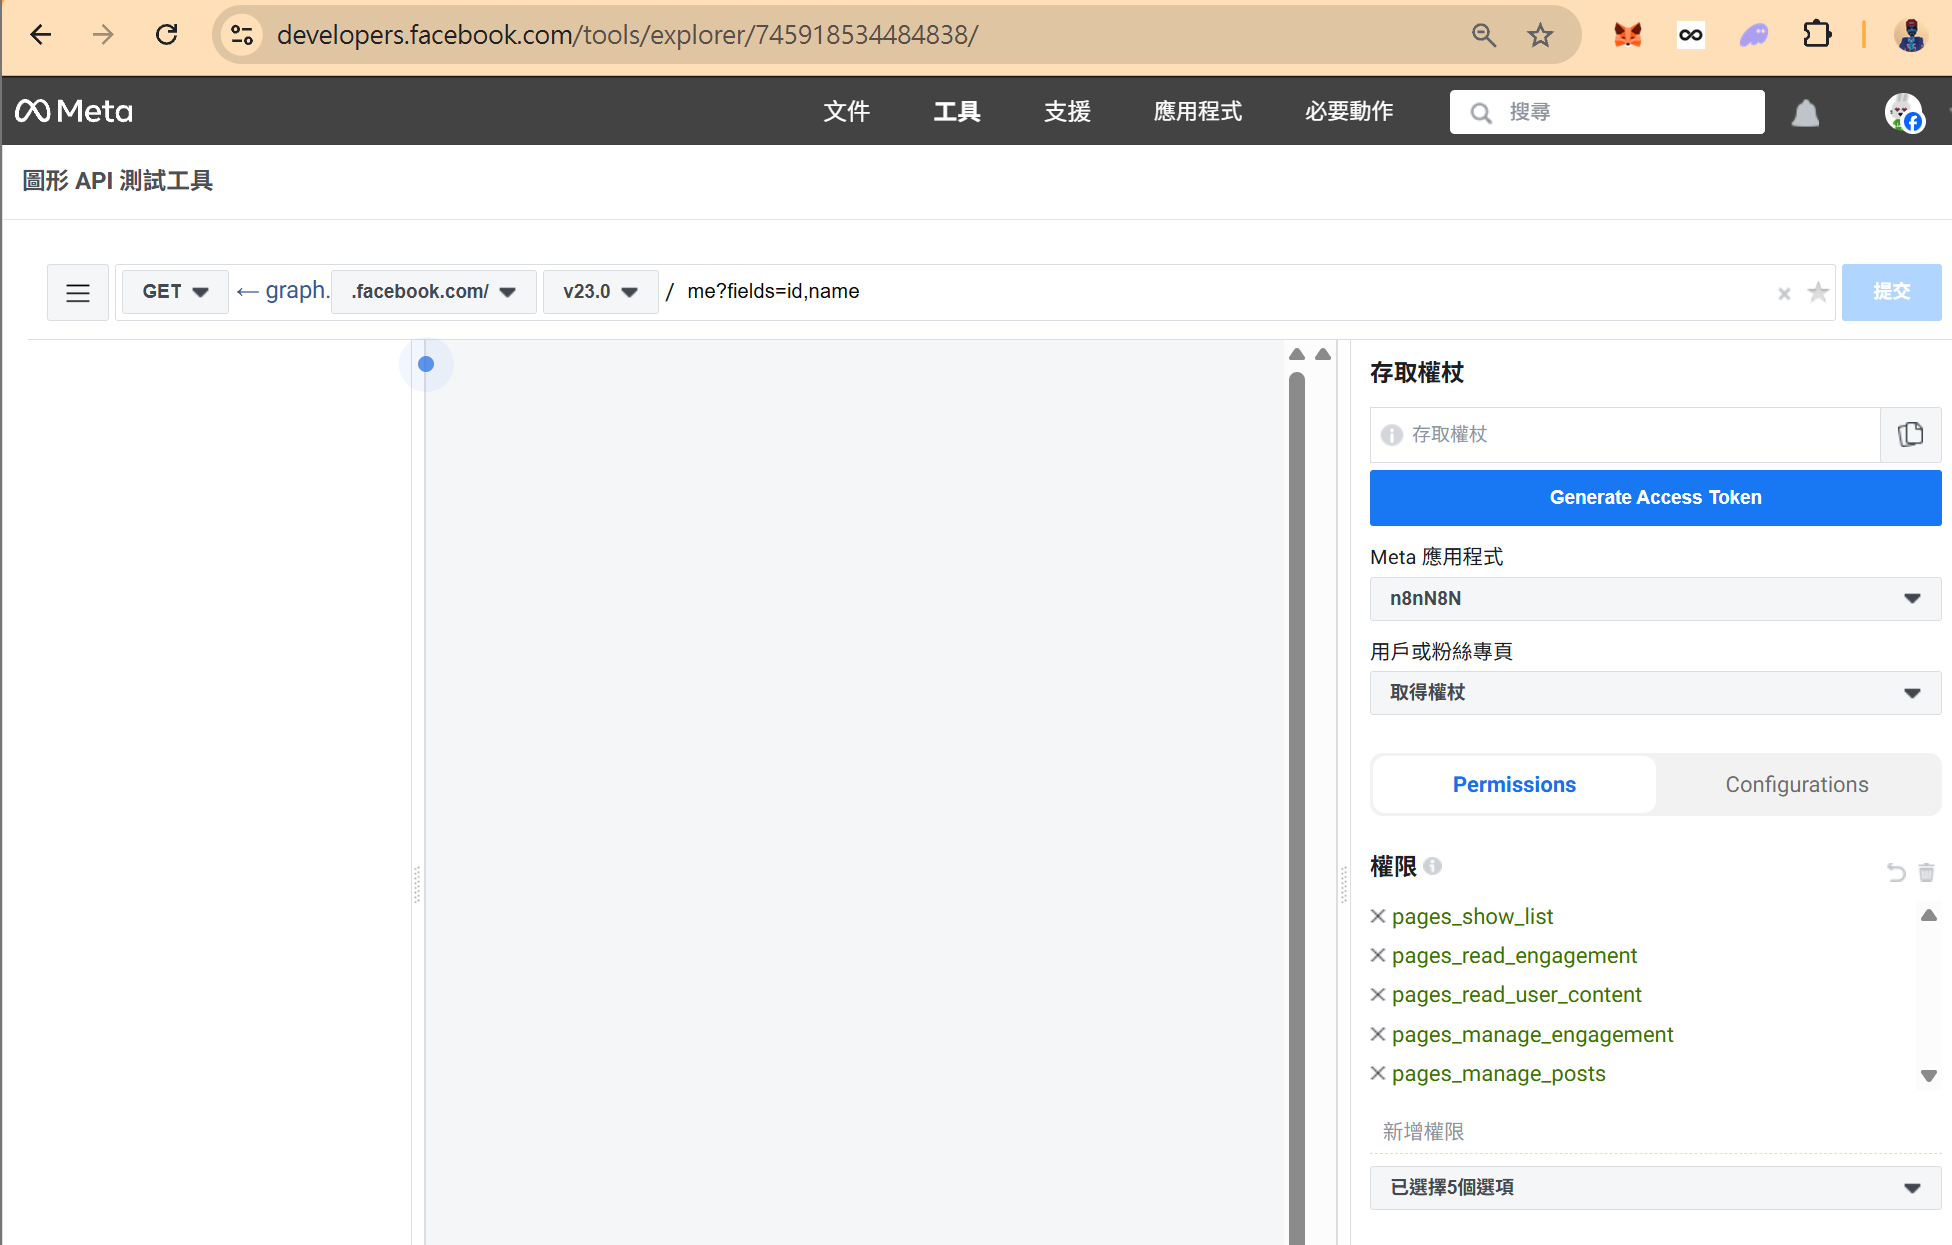 developers.facebook.com/tools/explorer/745918534484838/
Meta
文件
工具
支援
應用程式
必要動作
搜尋
圖形 API 測試工具
GET
← graph.
.facebook.com/
v23.0
/
me?fields=id,name
提交
存取權杖
存取權杖
Generate Access Token
Meta 應用程式
n8nN8N
用戶或粉絲專頁
取得權杖
Permissions
Configurations
權限
pages_show_list
pages_read_engagement
pages_read_user_content
pages_manage_engagement
pages_manage_posts
新增權限
已選擇5個選項